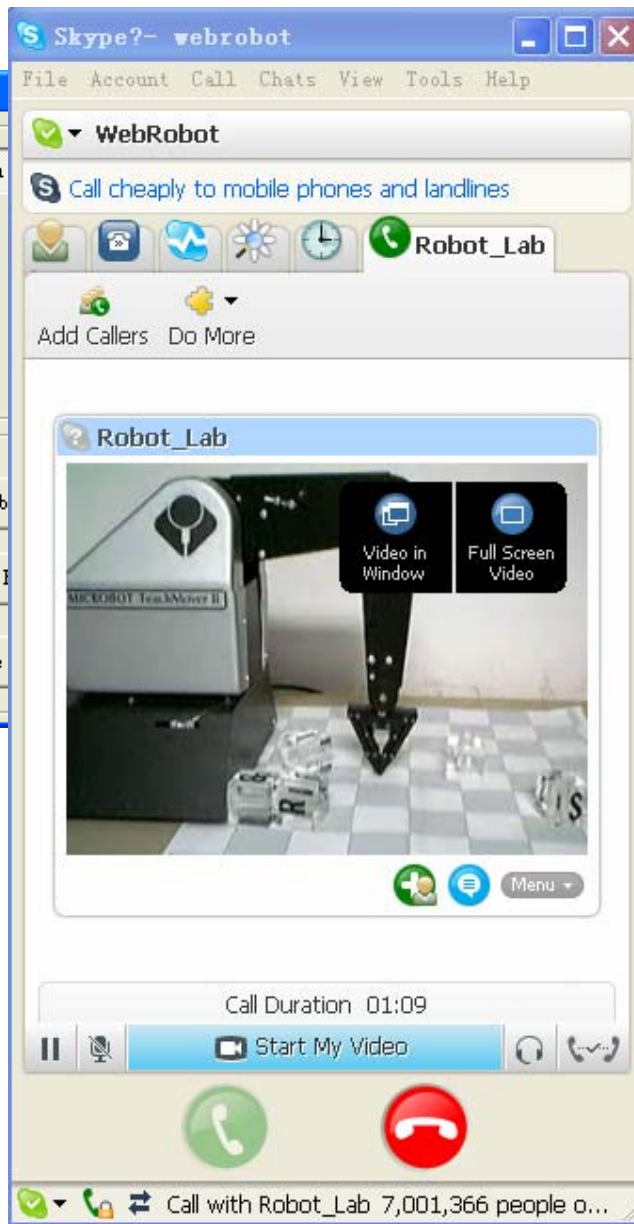 Skype?- webrobot
File Account Call Chats View Tools Help
WebRobot
Call cheaply to mobile phones and landlines
Robot_Lab
Add Callers Do More
Robot_Lab
Video in Window
Full Screen Video
MICROBOT TeachMover II
R
S
Menu
Call Duration 01:09
Start My Video
Call with Robot_Lab 7,001,366 people o...